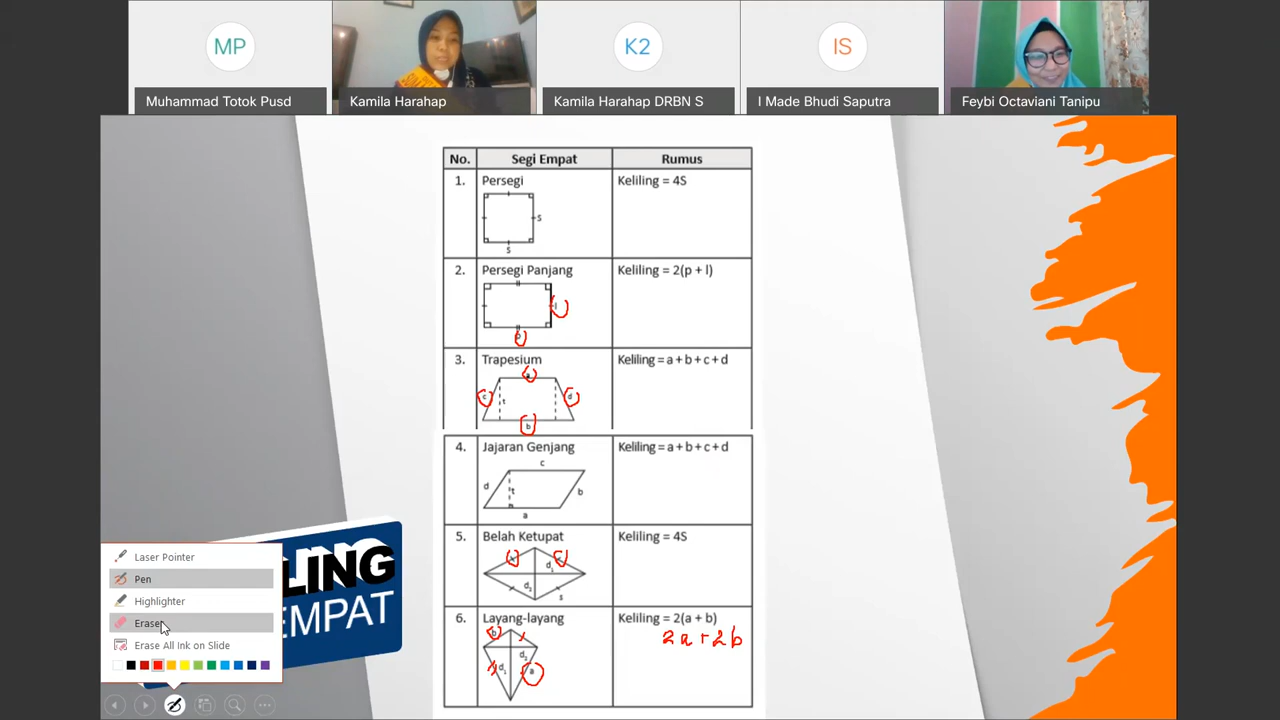 MP
K2
IS
Muhammad Totok Pusd
Kamila Harahap
Kamila Harahap DRBN S
I Made Bhudi Saputra
Feybi Octaviani Tanipu
No. Segi Empat Rumus
1. Persegi Keliling = 4S
s
s
2. Persegi Panjang Keliling = 2(p + l)
l
p
3. Trapesium Keliling = a + b + c + d
a
c t d
b
4. Jajaran Genjang Keliling = a + b + c + d
c
d t b
a
5. Belah Ketupat Keliling = 4S
d1
d2 s
6. Layang-layang Keliling = 2(a + b)
b 2a + 2b
d2
d1 a
LING
EMPAT
Laser Pointer
Pen
Highlighter
Erase
Erase All Ink on Slide